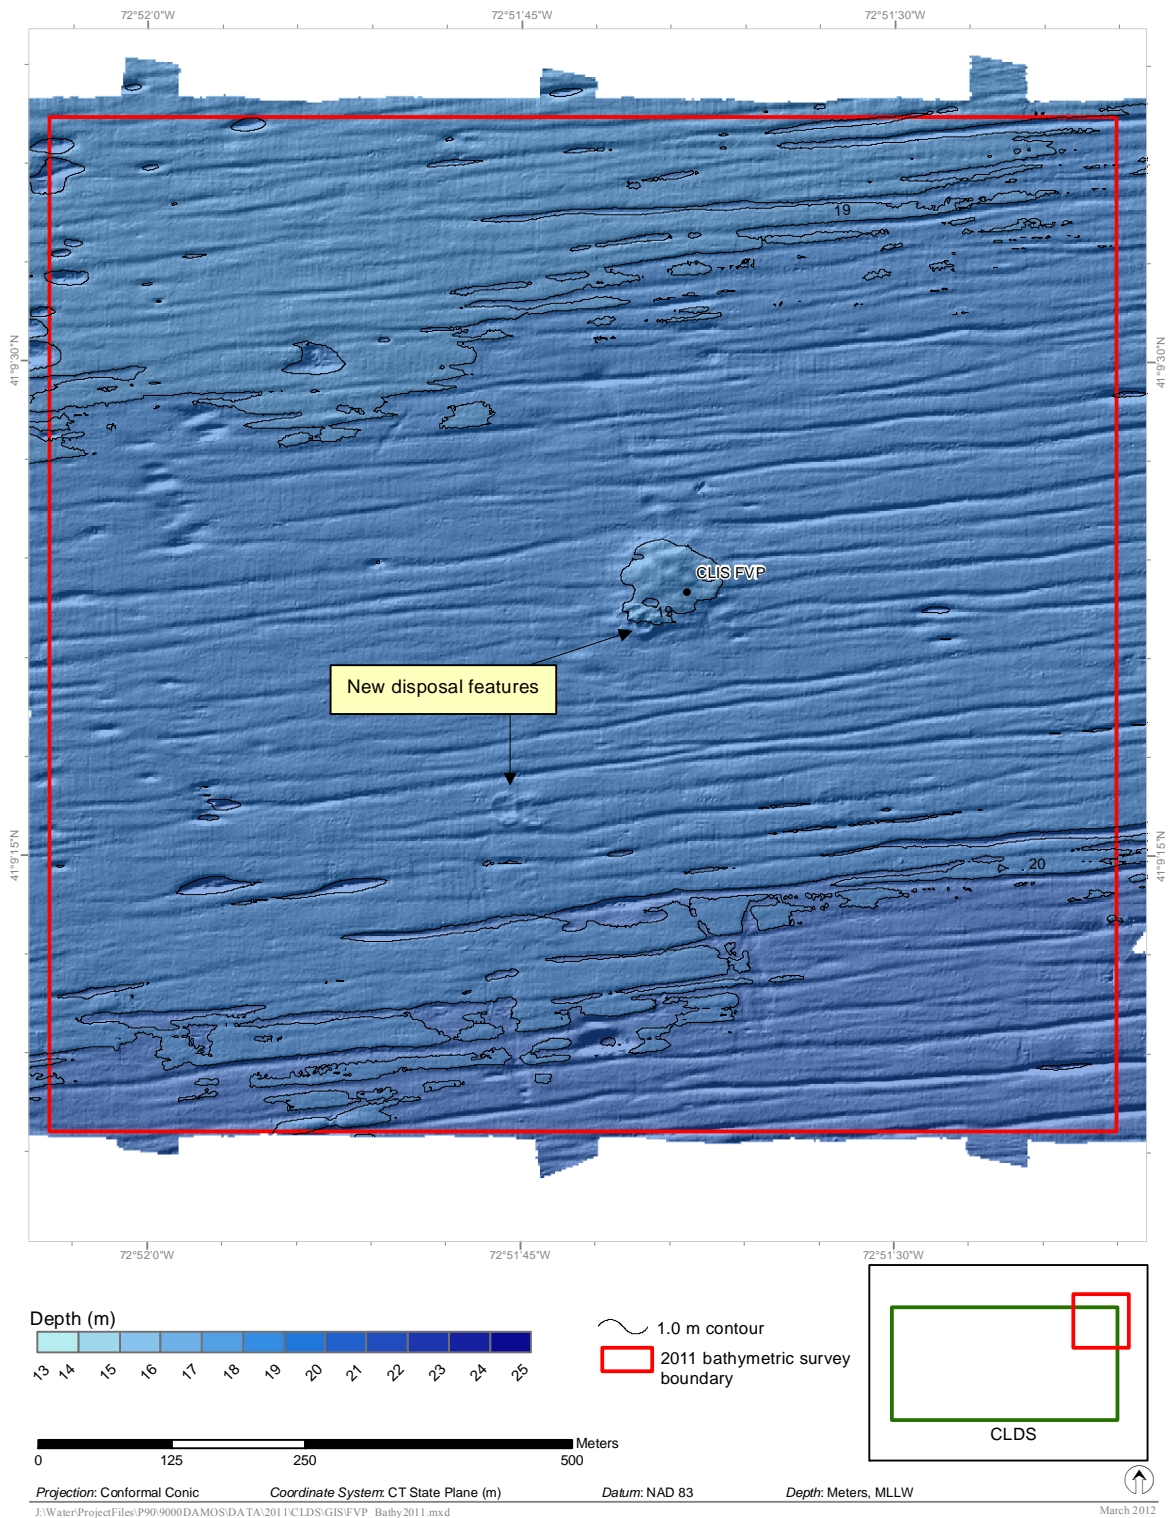 72°52'0"W 72°51'45"W 72°51'30"W
19
41°9'30"N 41°9'30"N
CLIS FVP
19
New disposal features
41°9'15"N 41°9'15"N
20
72°52'0"W 72°51'45"W 72°51'30"W
Depth (m)
13 14 15 16 17 18 19 20 21 22 23 24 25
1.0 m contour
2011 bathymetric survey
boundary
CLDS
Meters
0 125 250 500
Projection: Conformal Conic Coordinate System: CT State Plane (m) Datum: NAD 83 Depth: Meters, MLLW
J:\Water\ProjectFiles\P90\9000DAMOS\DATA\2011\CLDS\GIS\FVP_Bathy2011.mxd March 2012